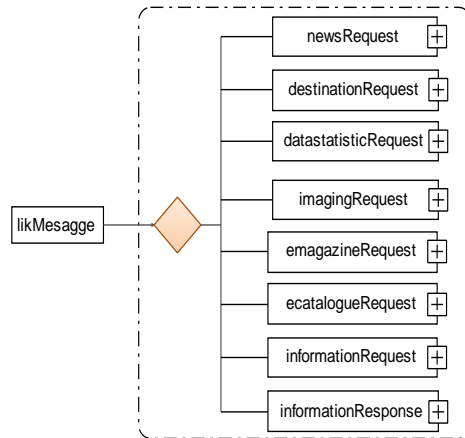 newsRequest
destinationRequest
datastatisticRequest
imagingRequest
likMesagge
emagazineRequest
ecatalogueRequest
informationRequest
informationResponse